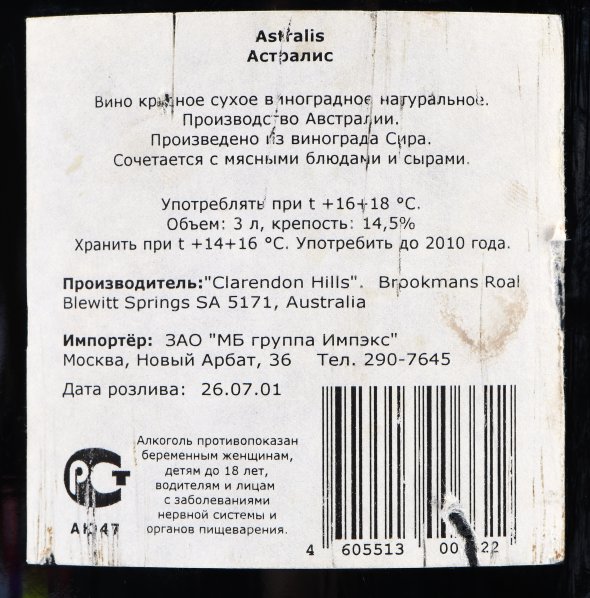 Astralis
Астралис
Вино красное сухое виноградное натуральное.
Производство Австралии.
Произведено из винограда Сира.
Сочетается с мясными блюдами и сырами.
Употреблять при t +16+18 °C.
Объем: 3 л, крепость: 14,5%
Хранить при t +14+16 °C. Употребить до 2010 года.
Производитель:"Clarendon Hills". Brookmans Roal
Blewitt Springs SA 5171, Australia
Импортёр: ЗАО "МБ группа Импэкс"
Москва, Новый Арбат, 36 Тел. 290-7645
Дата розлива: 26.07.01
Алкоголь противопоказан
беременным женщинам,
детям до 18 лет,
водителям и лицам
с заболеваниями
нервной системы и
органов пищеварения.
РСТ
4 605513